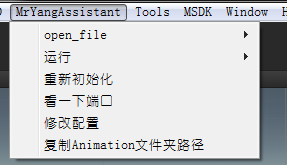 MrYangAssistant Tools MSDK Window
open_file
运行
重新初始化
看一下端口
修改配置
复制Animation文件夹路径